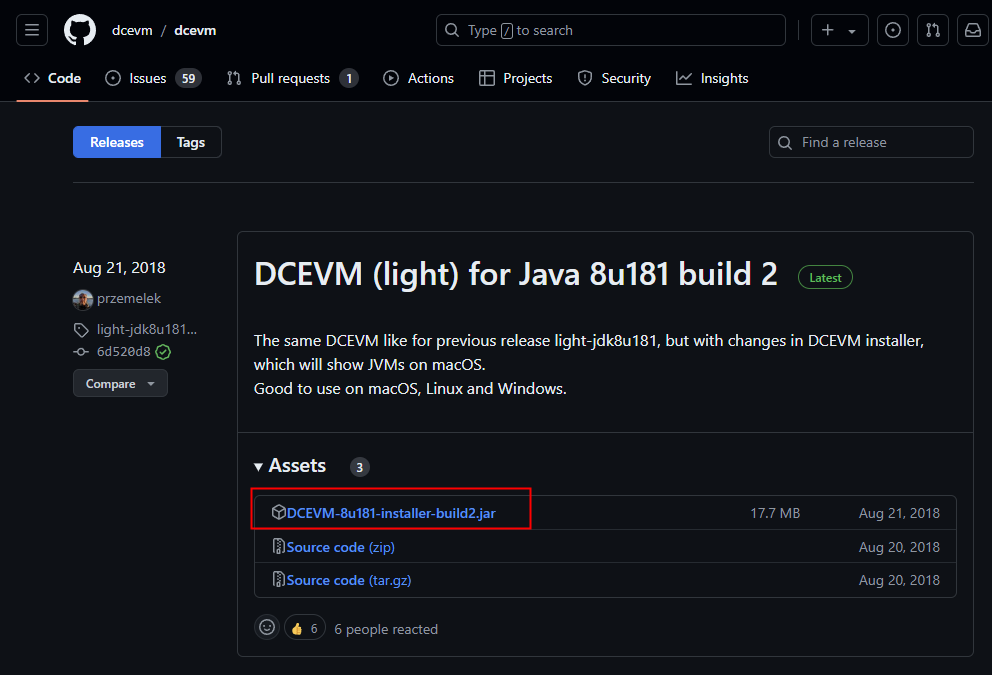 dcevm / dcevm
Type / to search
Code
Issues 59
Pull requests 1
Actions
Projects
Security
Insights
Releases
Tags
Find a release
Aug 21, 2018
przemelek
light-jdk8u181...
6d520d8
Compare
DCEVM (light) for Java 8u181 build 2 Latest
The same DCEVM like for previous release light-jdk8u181, but with changes in DCEVM installer,
which will show JVMs on macOS.
Good to use on macOS, Linux and Windows.
Assets 3
DCEVM-8u181-installer-build2.jar 17.7 MB Aug 21, 2018
Source code (zip) Aug 20, 2018
Source code (tar.gz) Aug 20, 2018
👍 6 6 people reacted